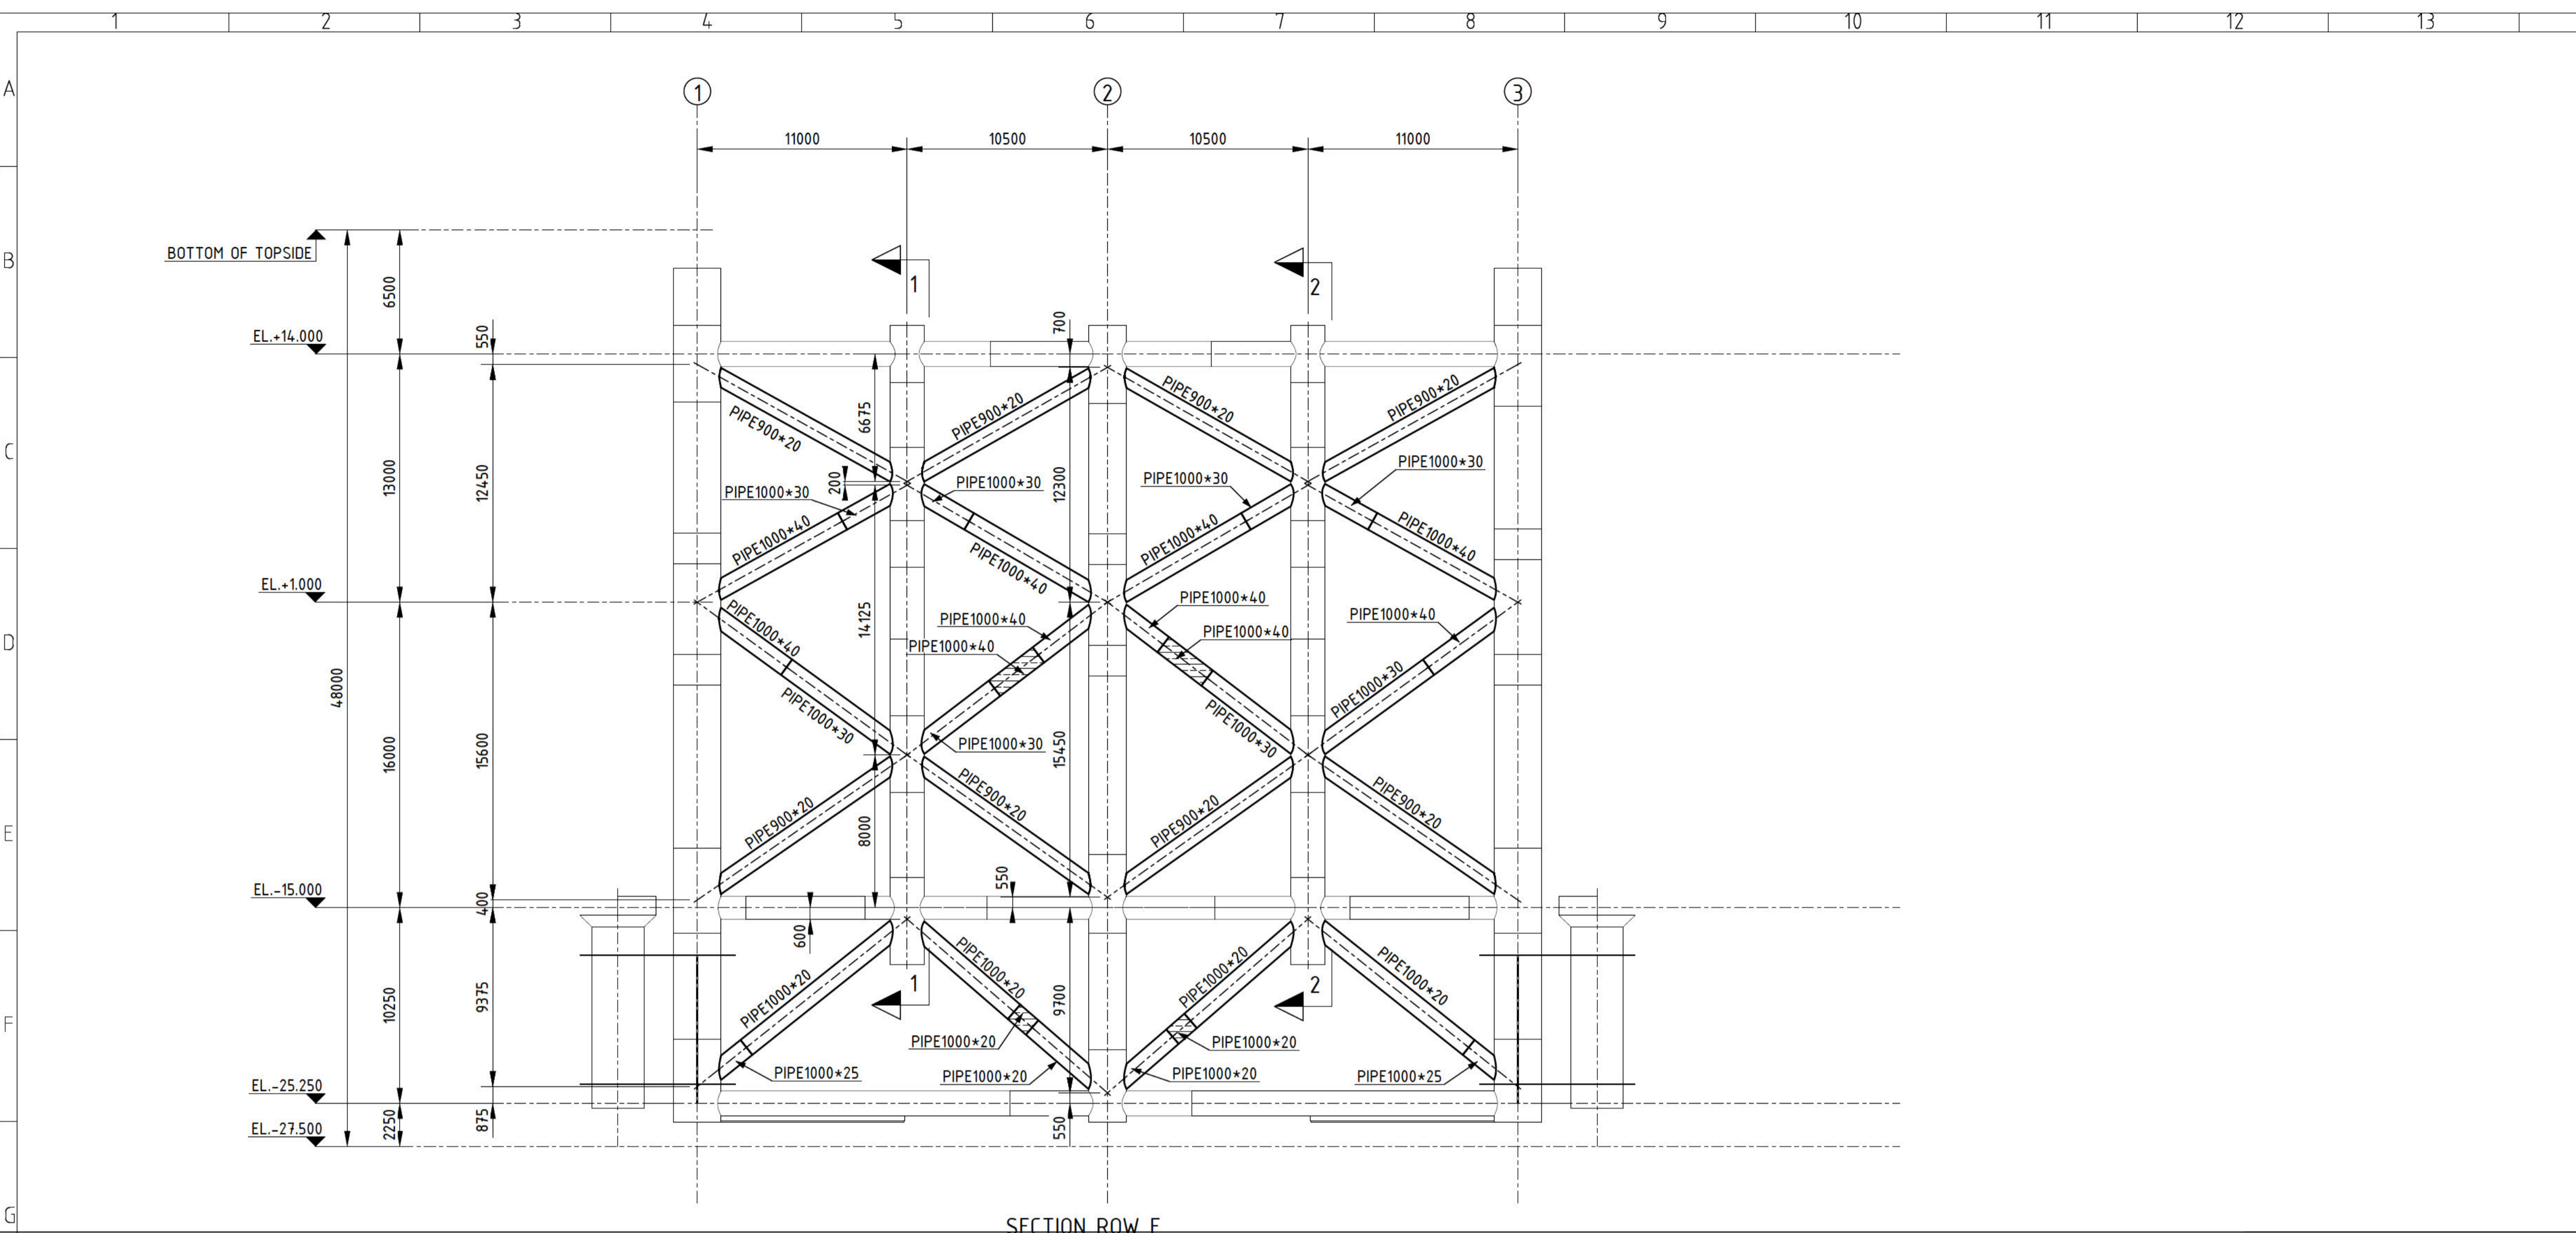 1 2 3 4 5 6 7 8 9 10 11 12 13
A
1 2 3
11000 10500 10500 11000
B
BOTTOM OF TOPSIDE
6500
1
2
EL.+14.000
550
700
C
13000
12450
6675
200
12300
PIPE900*20
PIPE900*20
PIPE900*20
PIPE900*20
PIPE1000*30
PIPE1000*30
PIPE1000*30
PIPE1000*30
PIPE1000*40
PIPE1000*40
PIPE1000*40
PIPE1000*40
EL.+1.000
D
48000
16000
15600
14125
15450
PIPE1000*40
PIPE1000*40
PIPE1000*40
PIPE1000*40
PIPE1000*40
PIPE1000*40
PIPE1000*30
PIPE1000*30
PIPE1000*30
PIPE1000*30
E
8000
PIPE900*20
PIPE900*20
PIPE900*20
PIPE900*20
EL.-15.000
400
550
600
F
10250
9375
9700
1
2
PIPE1000*20
PIPE1000*20
PIPE1000*20
PIPE1000*20
PIPE1000*20
PIPE1000*20
PIPE1000*25
PIPE1000*20
PIPE1000*20
PIPE1000*25
EL.-25.250
2250
875
550
EL.-27.500
G
SECTION ROW